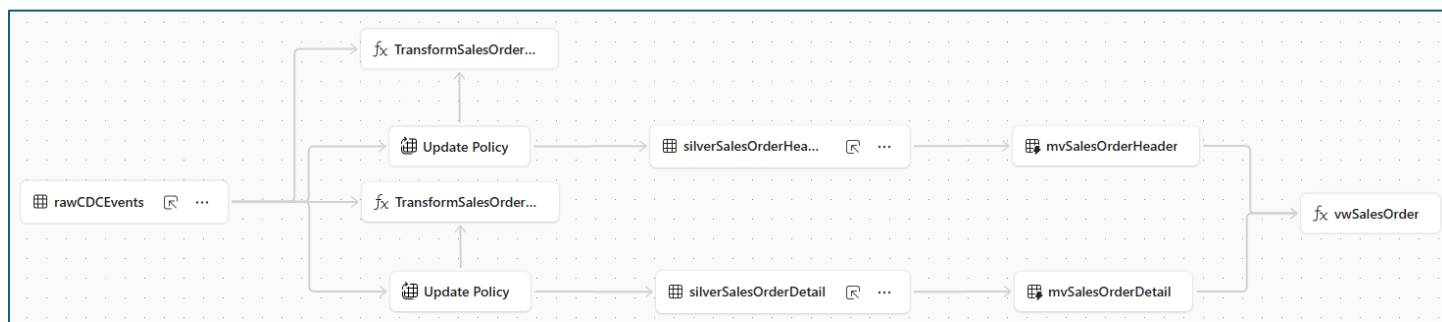 TransformSalesOrder...
Update Policy
silverSalesOrderHea...
mvSalesOrderHeader
rawCDCEvents
TransformSalesOrder...
vwSalesOrder
Update Policy
silverSalesOrderDetail
mvSalesOrderDetail